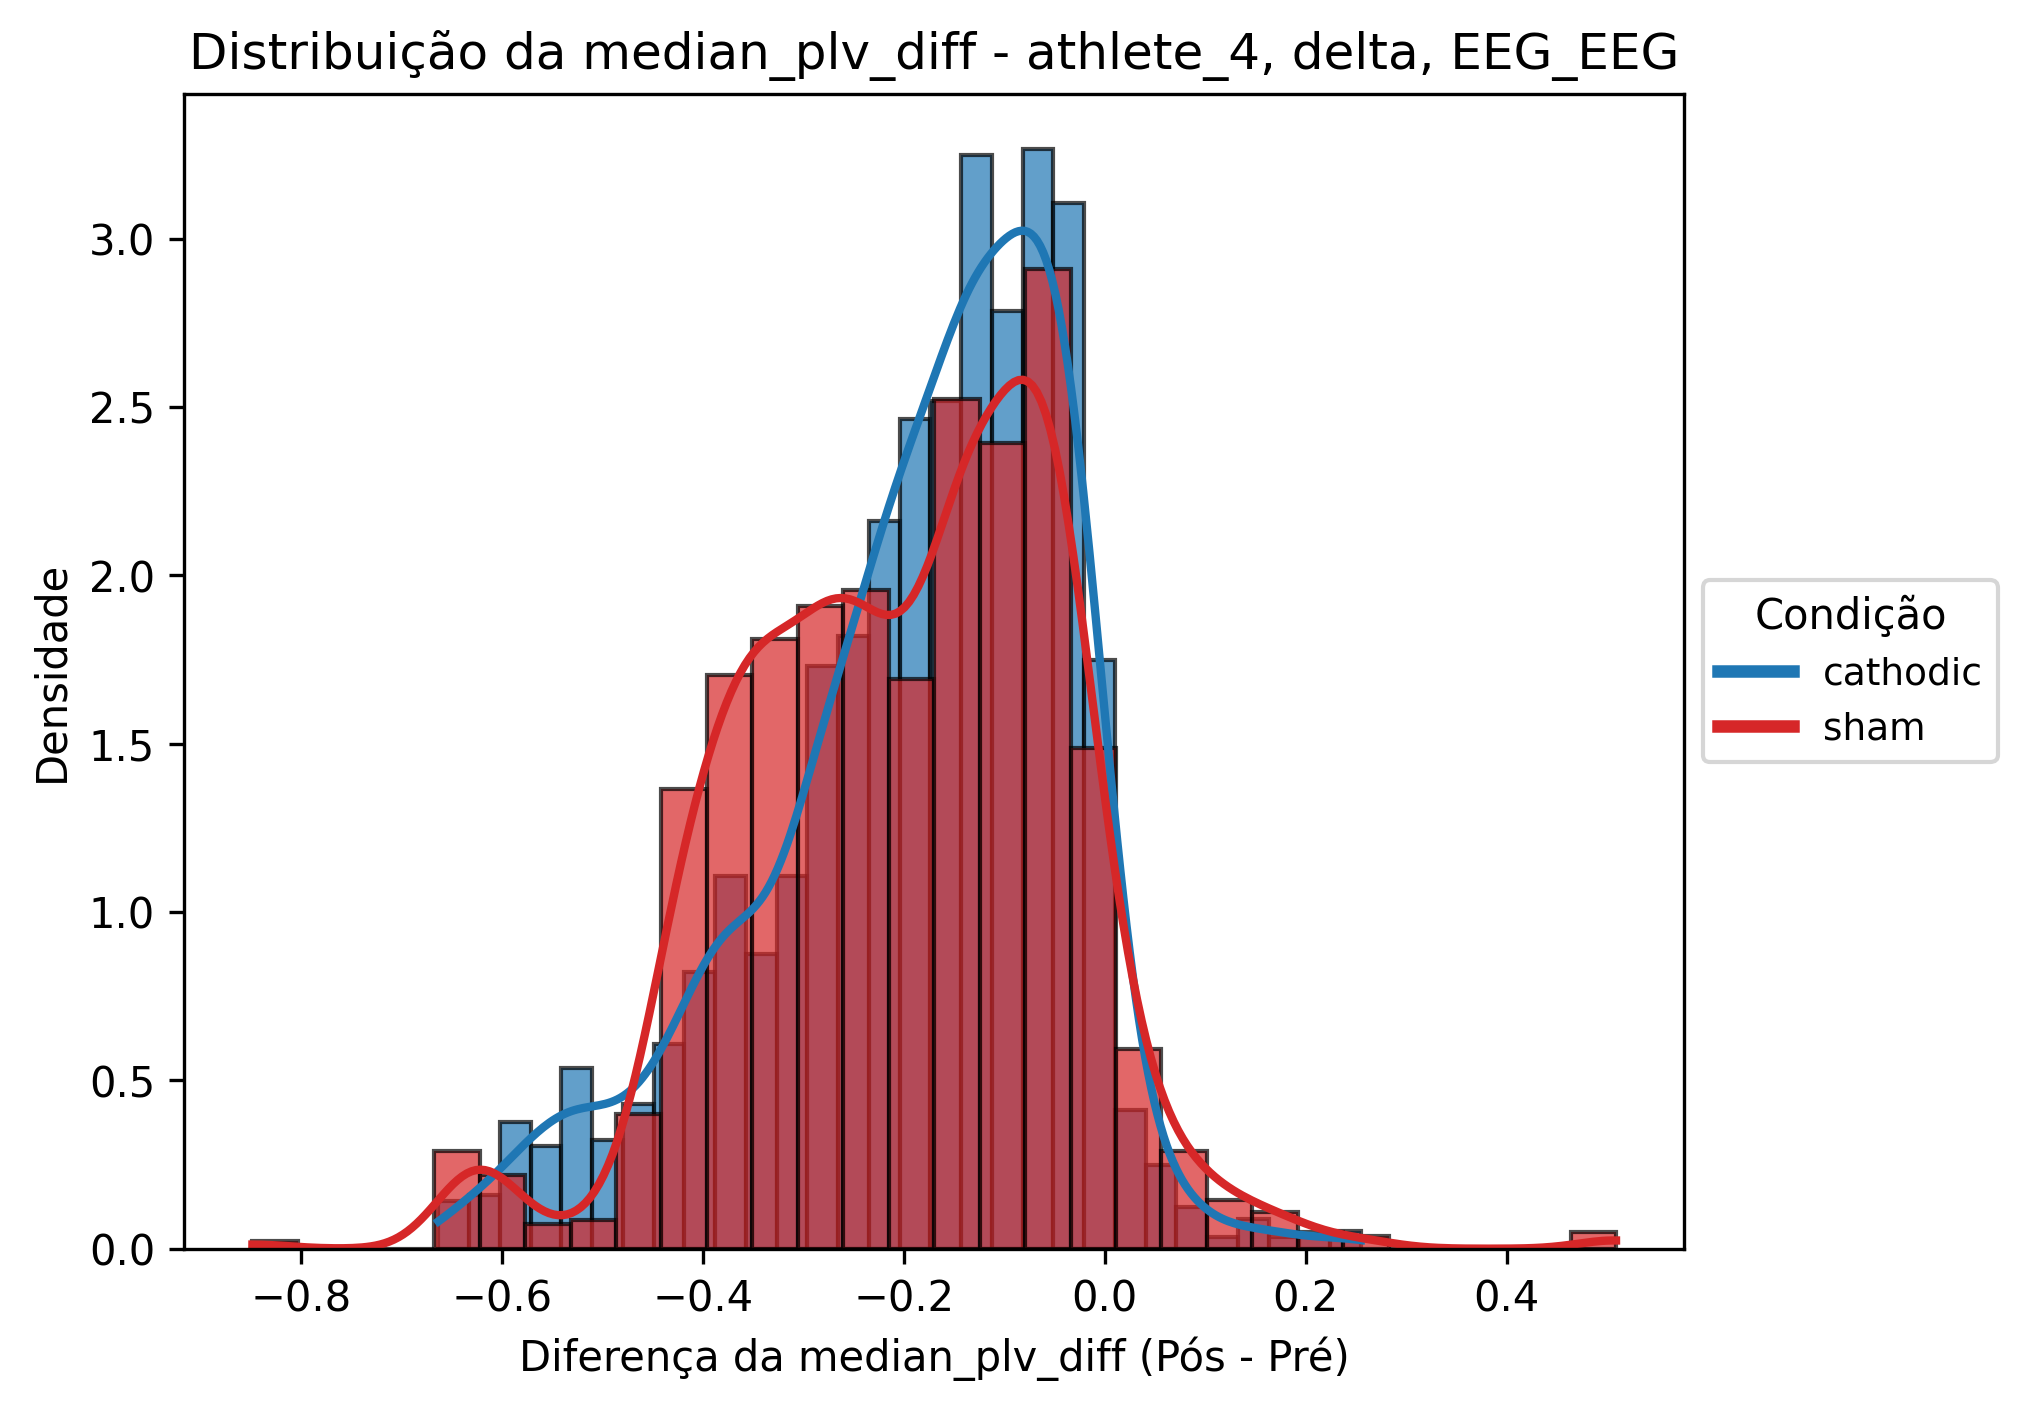 Distribuição da median_plv_diff - athlete_4, delta, EEG_EEG
Densidade
3.0
2.5
2.0
1.5
1.0
0.5
0.0
−0.8 −0.6 −0.4 −0.2 0.0 0.2 0.4
Diferença da median_plv_diff (Pós - Pré)
Condição
cathodic
sham